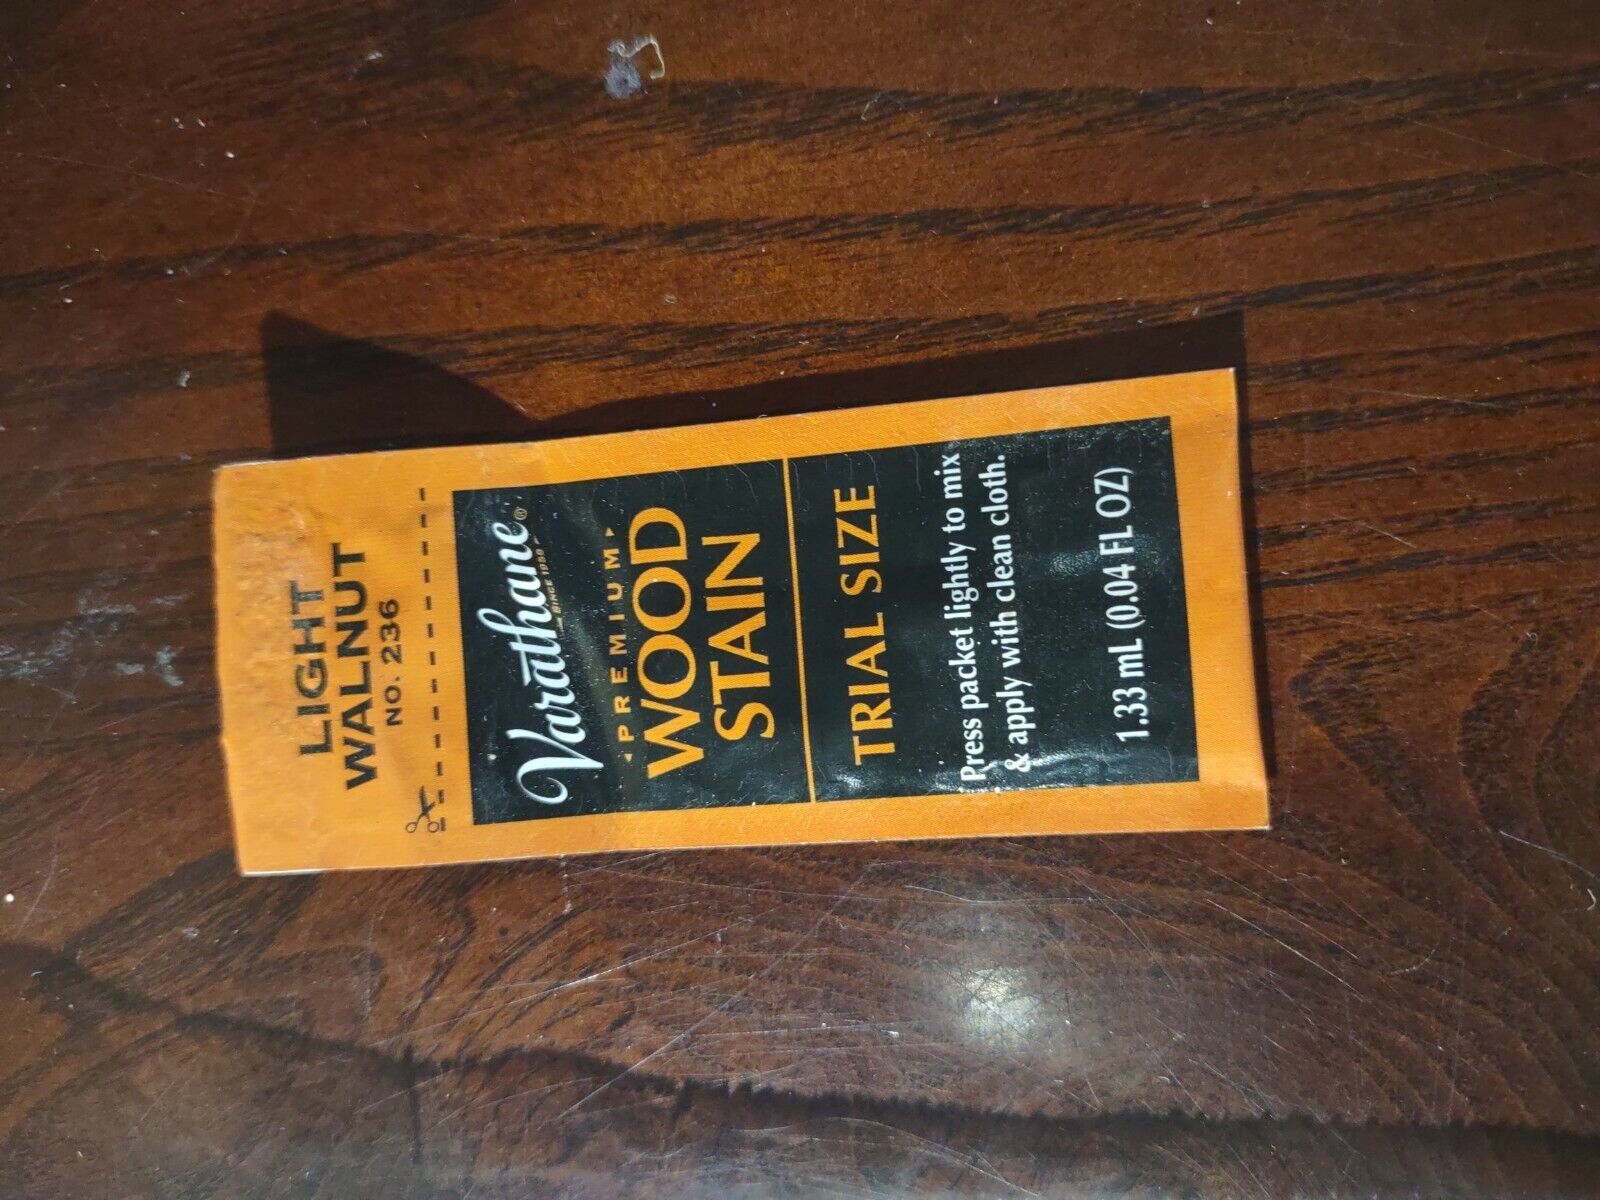 LIGHT
WALNUT
NO. 236
Varathane®
SINCE 1958
PREMIUM
WOOD
STAIN
TRIAL SIZE
Press packet lightly to mix
& apply with clean cloth.
1.33 mL (0.04 FL OZ)